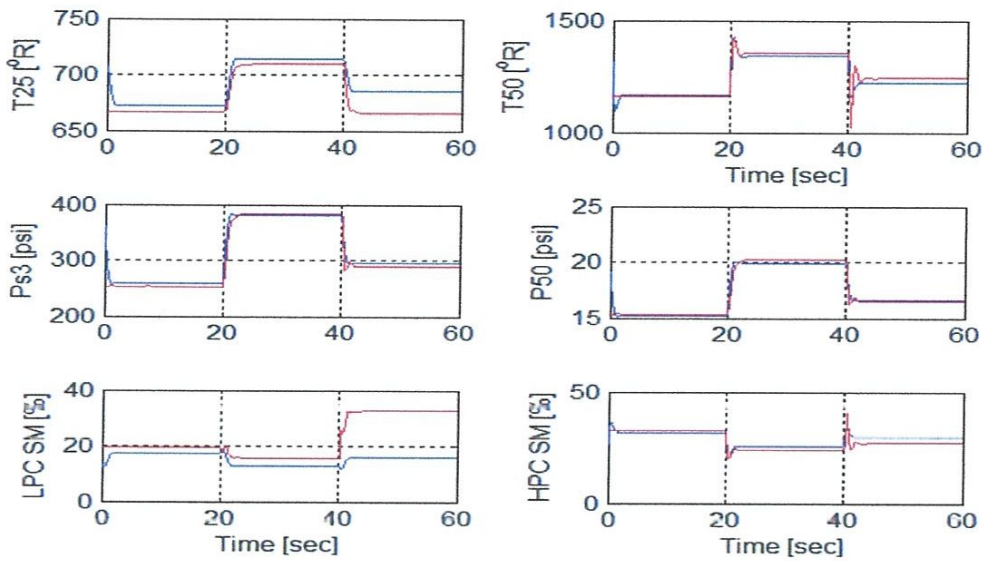 T25 [⁰R]
750
700
650
0 20 40 60
T50 [⁰R]
1500
1000
0 20 40 60
Time [sec]
Ps3 [psi]
400
300
200
0 20 40 60
P50 [psi]
25
20
15
0 20 40 60
LPC SM [%]
40
20
0
0 20 40 60
Time [sec]
HPC SM [%]
50
0
0 20 40 60
Time [sec]